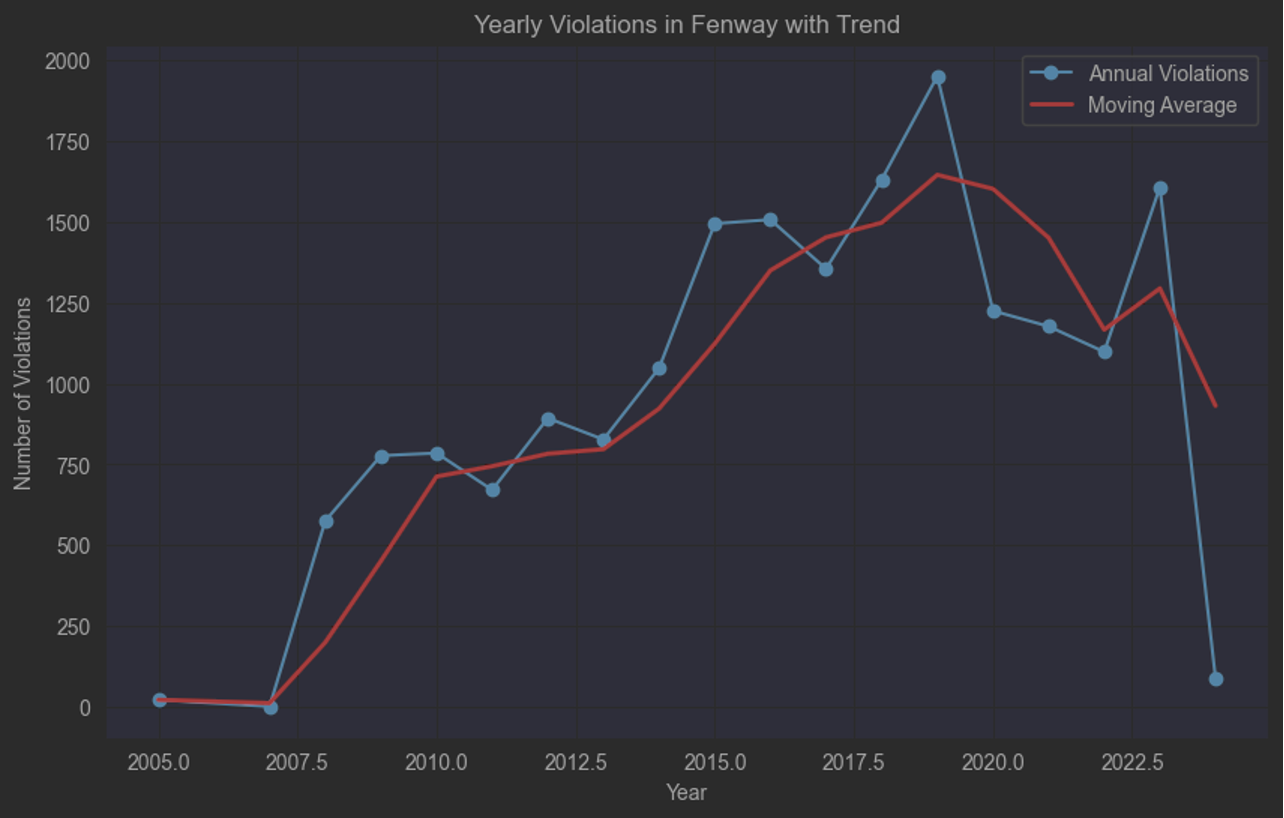 Yearly Violations in Fenway with Trend
Annual Violations
Moving Average
2000
1750
1500
1250
1000
750
500
250
0
Number of Violations
2005.0 2007.5 2010.0 2012.5 2015.0 2017.5 2020.0 2022.5
Year